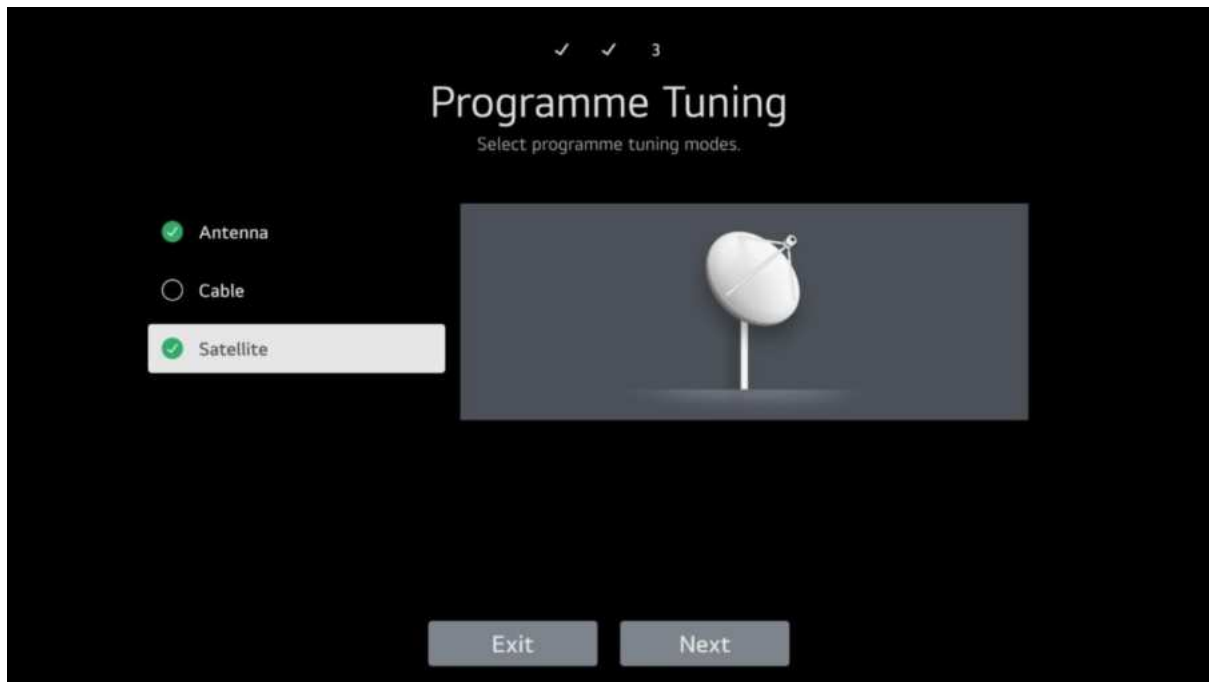 3
Programme Tuning
Select programme tuning modes.
Antenna
Cable
Satellite
Exit
Next